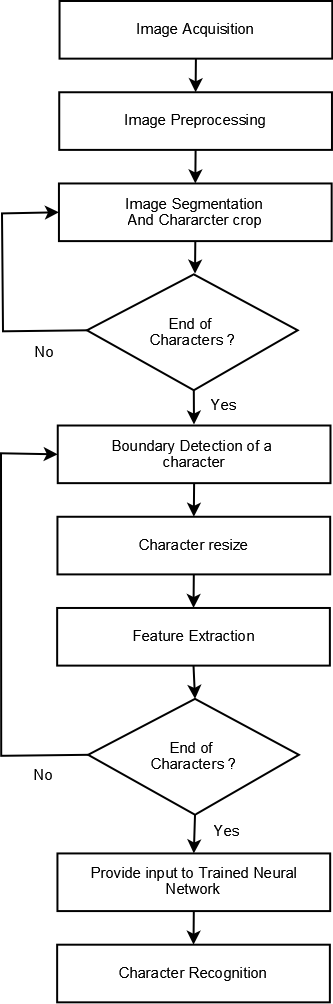 Image Acquisition
Image Preprocessing
Image Segmentation
And Chararcter crop
End of
Characters ?
No
Yes
Boundary Detection of a
character
Character resize
Feature Extraction
End of
Characters ?
No
Yes
Provide input to Trained Neural
Network
Character Recognition